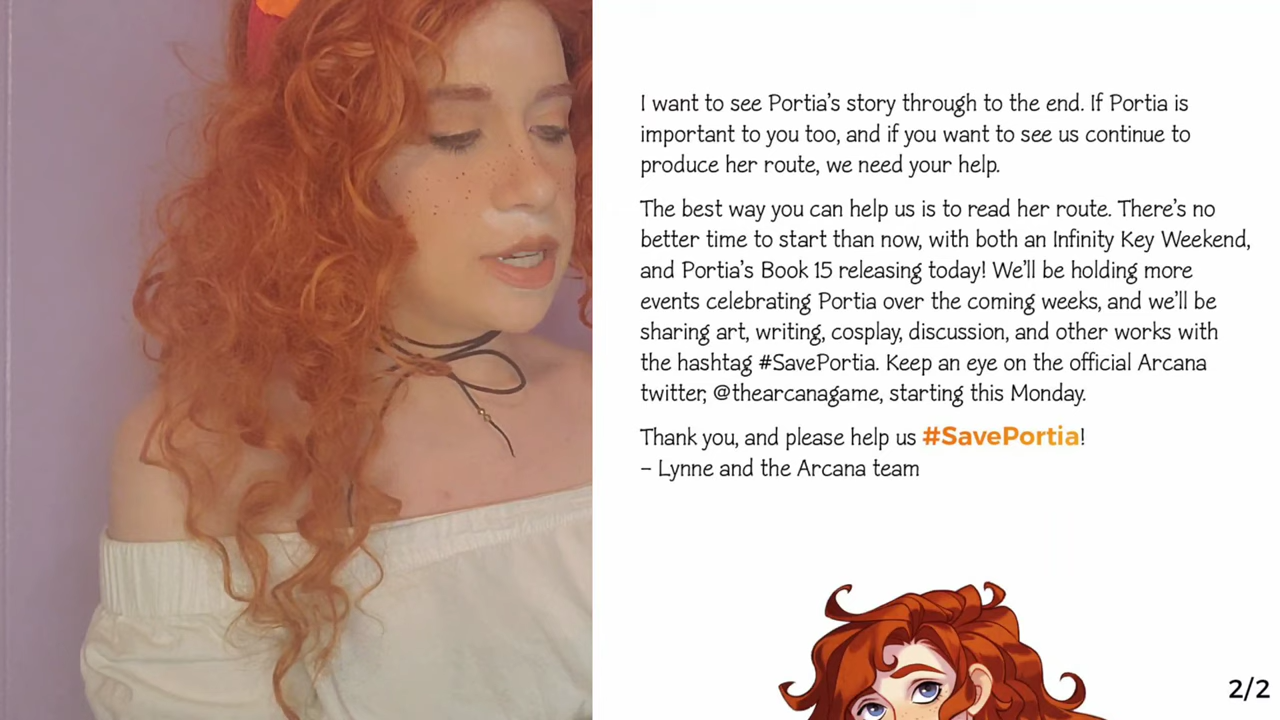 I want to see Portia's story through to the end. If Portia is
important to you too, and if you want to see us continue to
produce her route, we need your help.
The best way you can help us is to read her route. There's no
better time to start than now, with both an Infinity Key Weekend,
and Portia's Book 15 releasing today! We'll be holding more
events celebrating Portia over the coming weeks, and we'll be
sharing art, writing, cosplay, discussion, and other works with
the hashtag #SavePortia. Keep an eye on the official Arcana
twitter, @thearcanagame, starting this Monday.
Thank you, and please help us #SavePortia!
– Lynne and the Arcana team
2/2